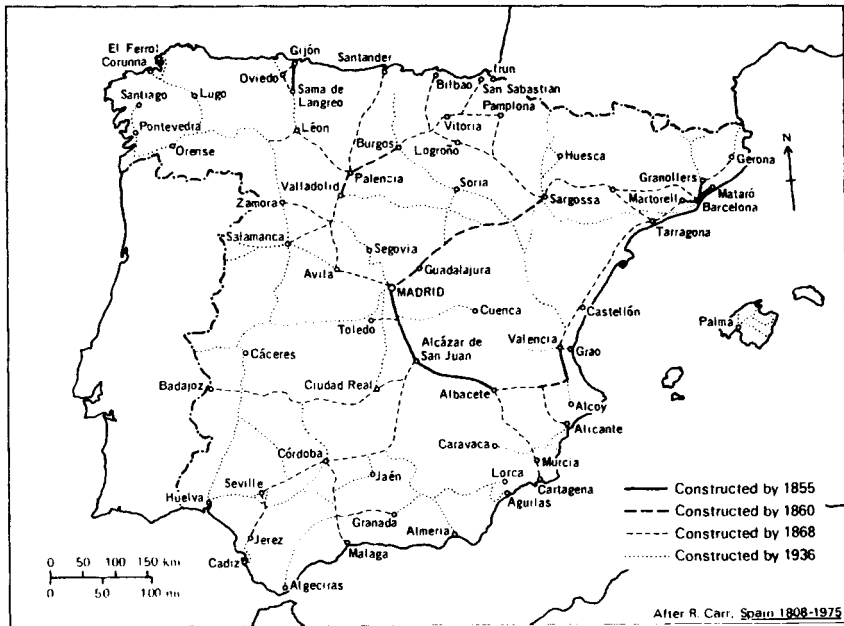 El Ferrol
Corunna
Gijón
Santander
Irun
Oviedo
Bilbao
San Sabastian
Santiago
Lugo
Sama de
Langreo
Pamplona
Pontevedra
Léon
Vitoria
Orense
Burgos
Logroño
Huesca
Gerona
N
Granollers
Palencia
Valladolid
Soria
Mataró
Martorell
Zamora
Sargossa
Barcelona
Salamanca
Tarragona
Segovia
Avila
Guadalajura
MADRID
Castellón
Cuenca
Palma
Toledo
Valencia
Alcázar de
San Juan
Grao
Cáceres
Badajoz
Ciudad Real
Albacete
Alcoy
Alicante
Caravaca
Córdoba
Murcia
Jaén
Lorca
Seville
Cartagena
Huelva
Aguilas
Granada
Almeria
Jerez
Malaga
Cadiz
Algeciras
Constructed by 1855
Constructed by 1860
Constructed by 1868
Constructed by 1936
0 50 100 150 km
0 50 100 mi
After R. Carr, Spain 1808-1975